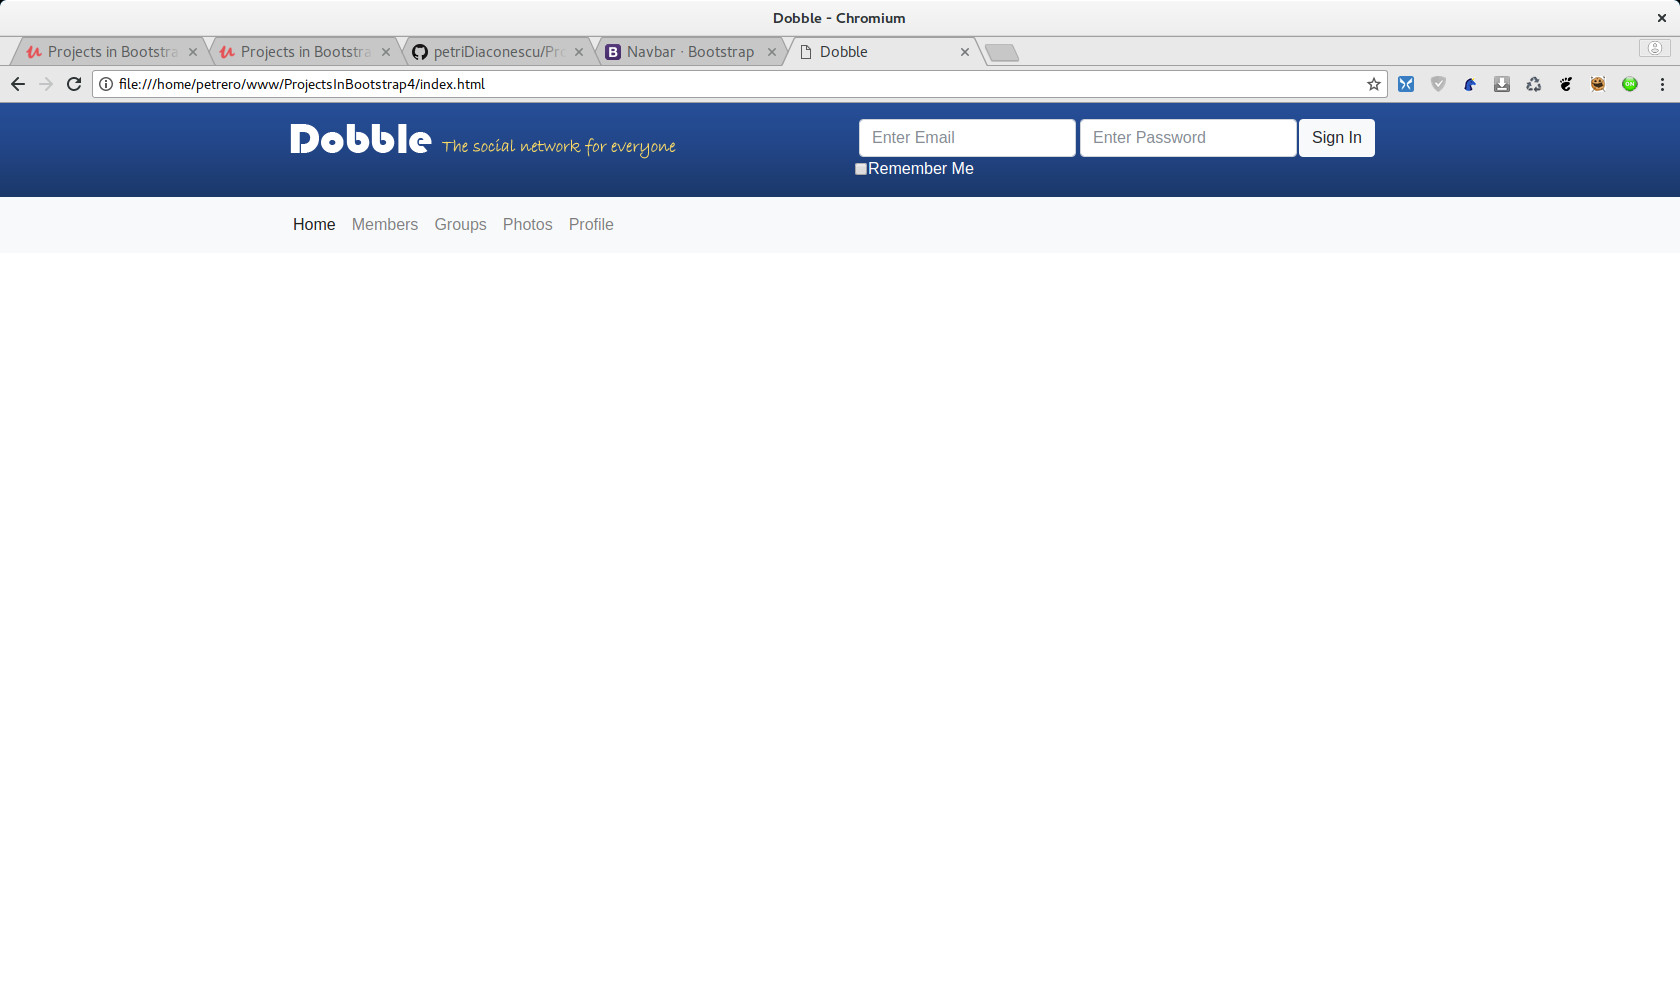 Dobble - Chromium
Projects in Bootstra
Projects in Bootstra
petriDiaconescu/Pro
Navbar · Bootstrap
Dobble
file:///home/petrero/www/ProjectsInBootstrap4/index.html
Dobble The social network for everyone
Enter Email
Enter Password
Sign In
Remember Me
Home Members Groups Photos Profile